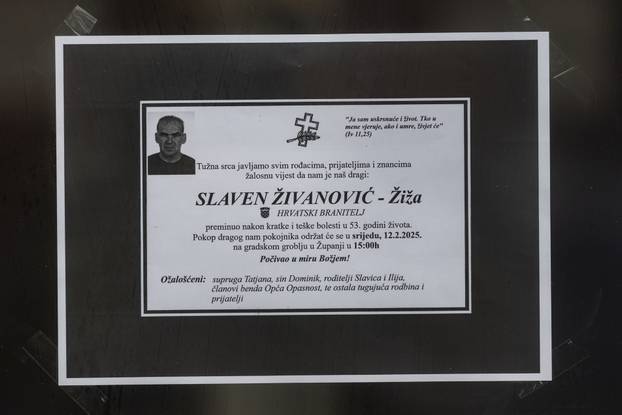 "Ja sam uskrsnuće i život. Tko u
mene vjeruje, ako i umre, živjet će"
(Iv 11,25)
Tužna srca javljamo svim rođacima, prijateljima i znancima
žalosnu vijest da nam je naš dragi:
SLAVEN ŽIVANOVIĆ - Žiža
HRVATSKI BRANITELJ
preminuo nakon kratke i teške bolesti u 53. godini života.
Pokop dragog nam pokojnika održat će se u srijedu, 12.2.2025.
na gradskom groblju u Županji u 15:00h
Počivao u miru Božjem!
Ožalošćeni: supruga Tatjana, sin Dominik, roditelji Slavica i Ilija,
članovi benda Opća Opasnost, te ostala tugujuća rodbina i
prijatelji